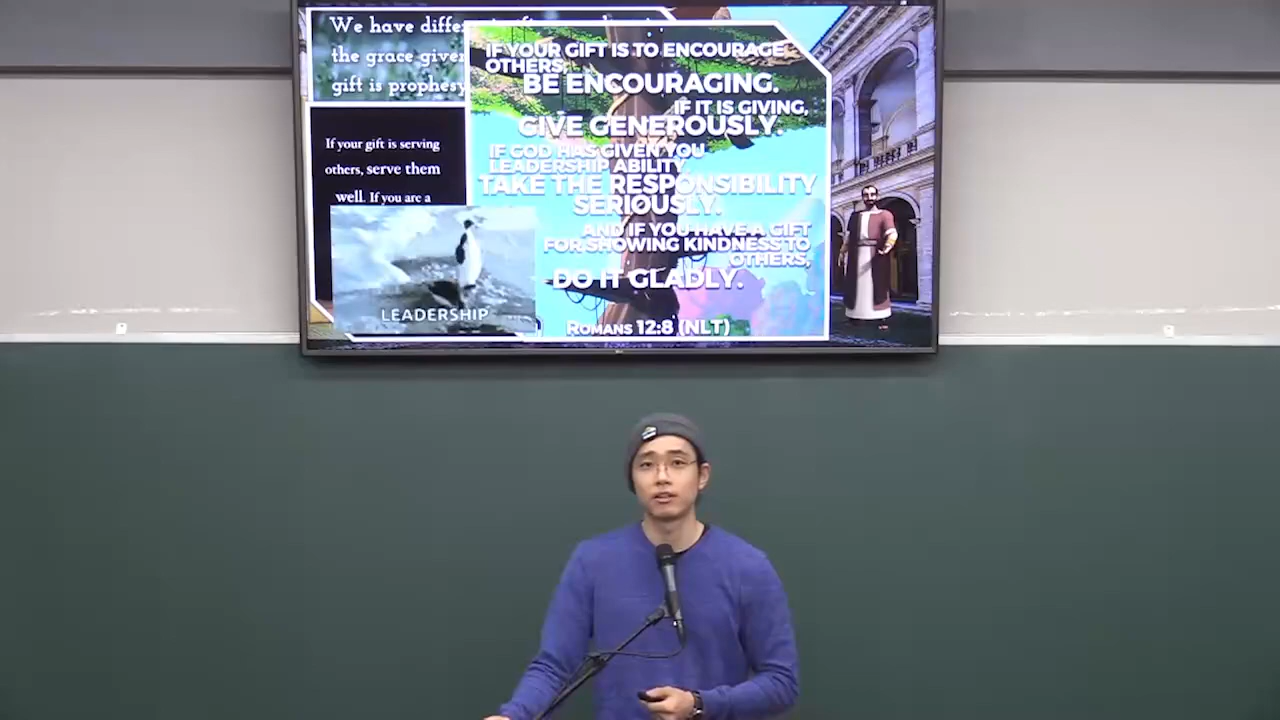 We have diffe
the grace given
gift is prophesy
If your gift is serving
others, serve them
well. If you are a
LEADERSHIP
IF YOUR GIFT IS TO ENCOURAGE
OTHERS,
BE ENCOURAGING.
IF IT IS GIVING,
GIVE GENEROUSLY.
IF GOD HAS GIVEN YOU
LEADERSHIP ABILITY,
TAKE THE RESPONSIBILITY
SERIOUSLY.
AND IF YOU HAVE A GIFT
FOR SHOWING KINDNESS TO
OTHERS,
DO IT GLADLY.
ROMANS 12:8 (NLT)